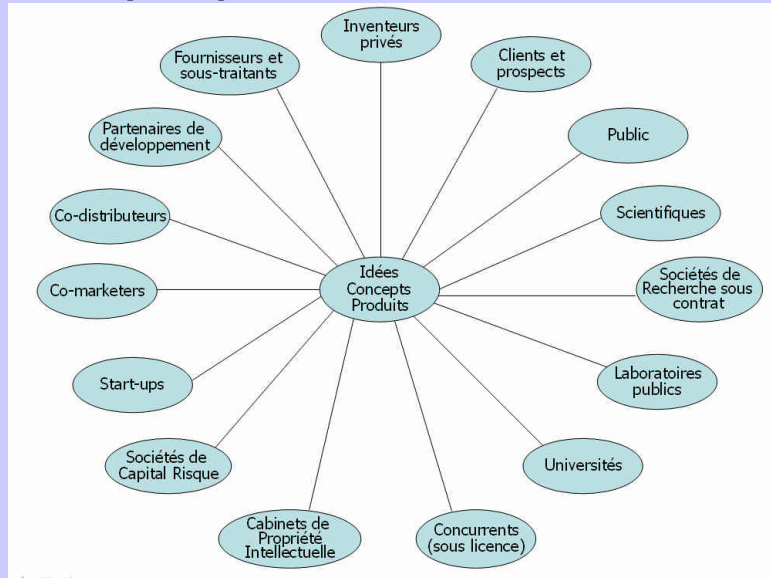 Inventeurs
privés
Clients et
prospects
Fournisseurs et
sous-traitants
Public
Partenaires de
développement
Scientifiques
Co-distributeurs
Idées
Concepts
Produits
Sociétés de
Recherche sous
contrat
Co-marketers
Laboratoires
publics
Start-ups
Sociétés de
Capital Risque
Universités
Cabinets de
Propriété
Intellectuelle
Concurrents
(sous licence)